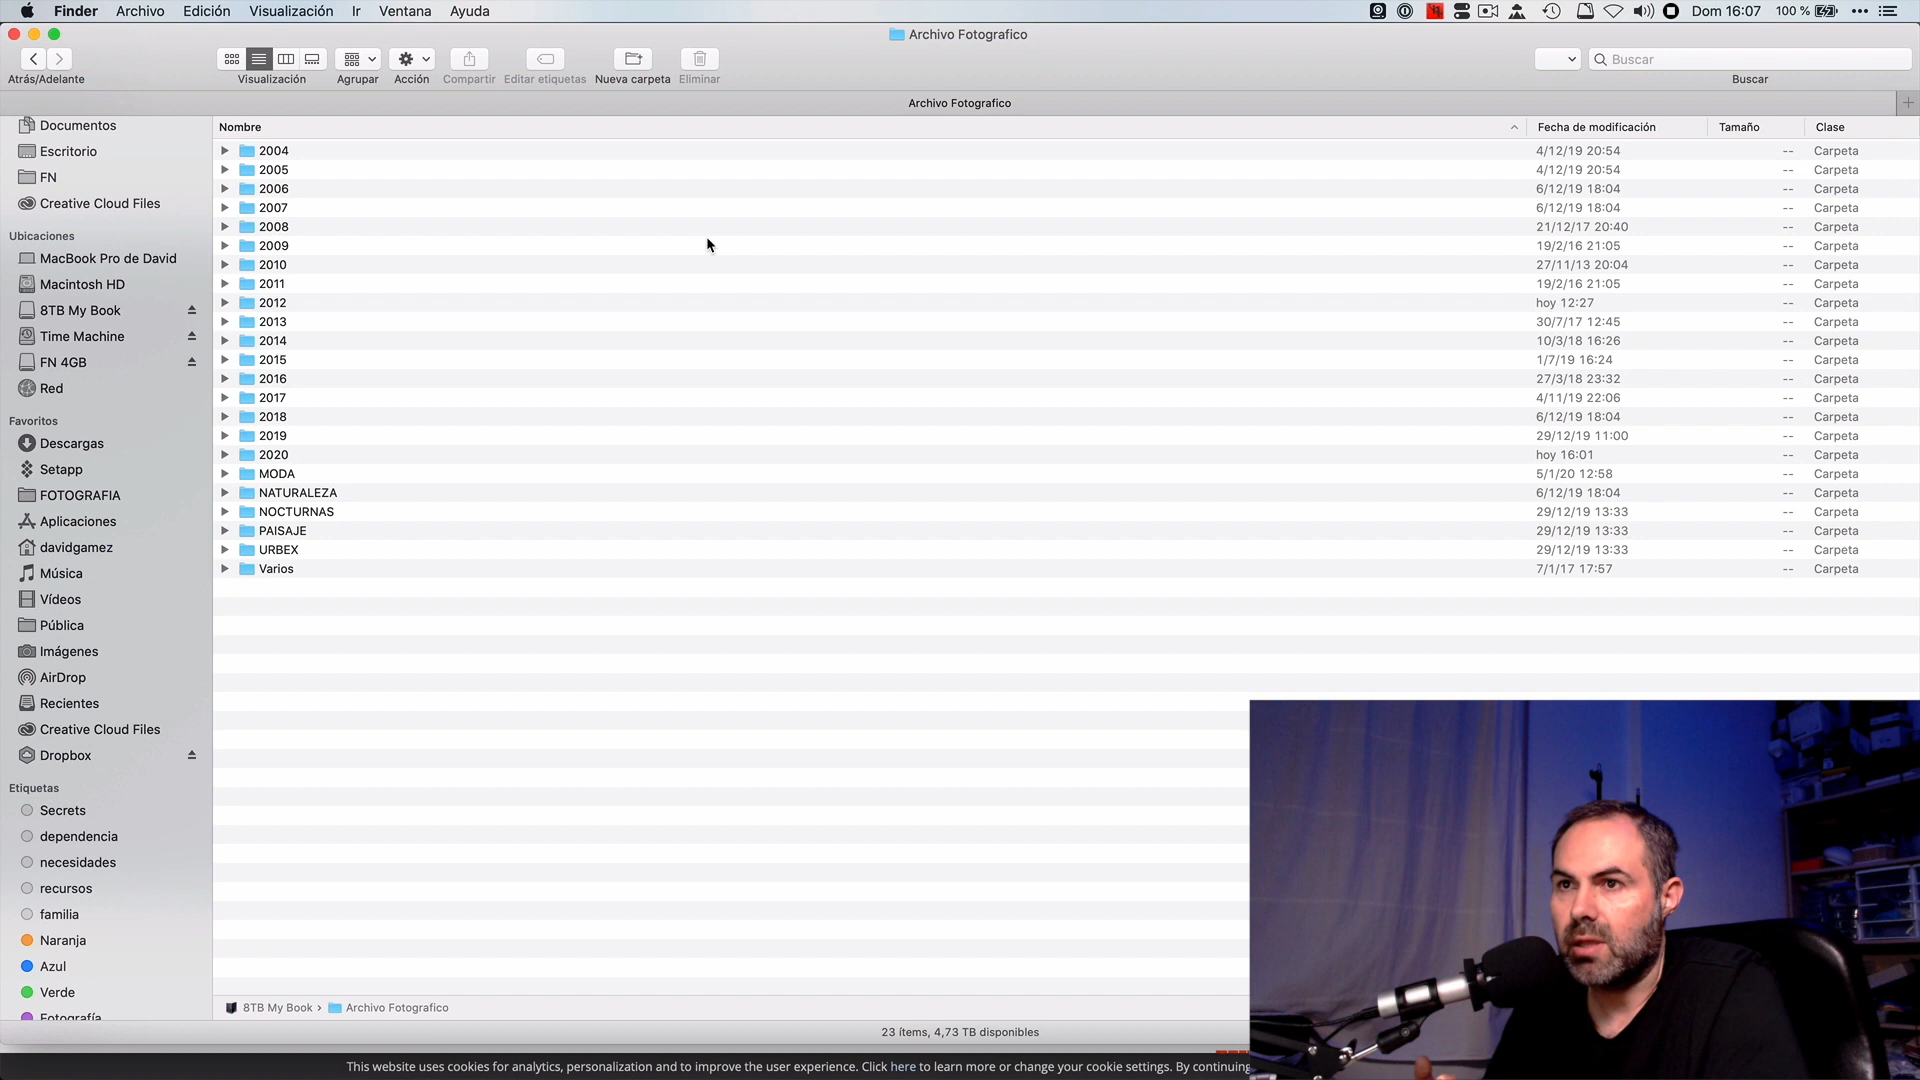 Finder Archivo Edición Visualización Ir Ventana Ayuda Dom 16:07 100 %
Archivo Fotografico
Atrás/Adelante Visualización Agrupar Acción Compartir Editar etiquetas Nueva carpeta Eliminar Buscar
Buscar
Archivo Fotografico
Nombre Fecha de modificación Tamaño Clase
2004 4/12/19 20:54 -- Carpeta
2005 4/12/19 20:54 -- Carpeta
2006 6/12/19 18:04 -- Carpeta
2007 6/12/19 18:04 -- Carpeta
2008 21/12/17 20:40 -- Carpeta
2009 19/2/16 21:05 -- Carpeta
2010 27/11/13 20:04 -- Carpeta
2011 19/2/16 21:05 -- Carpeta
2012 hoy 12:27 -- Carpeta
2013 30/7/17 12:45 -- Carpeta
2014 10/3/18 16:26 -- Carpeta
2015 1/7/19 16:24 -- Carpeta
2016 27/3/18 23:32 -- Carpeta
2017 4/11/19 22:06 -- Carpeta
2018 6/12/19 18:04 -- Carpeta
2019 29/12/19 11:00 -- Carpeta
2020 hoy 16:01 -- Carpeta
MODA 5/1/20 12:58 -- Carpeta
NATURALEZA 6/12/19 18:04 -- Carpeta
NOCTURNAS 29/12/19 13:33 -- Carpeta
PAISAJE 29/12/19 13:33 -- Carpeta
URBEX 29/12/19 13:33 -- Carpeta
Varios 7/1/17 17:57 -- Carpeta
Documentos
Escritorio
FN
Creative Cloud Files
Ubicaciones
MacBook Pro de David
Macintosh HD
8TB My Book
Time Machine
FN 4GB
Red
Favoritos
Descargas
Setapp
FOTOGRAFIA
Aplicaciones
davidgamez
Música
Vídeos
Pública
Imágenes
AirDrop
Recientes
Creative Cloud Files
Dropbox
Etiquetas
Secrets
dependencia
necesidades
recursos
familia
Naranja
Azul
Verde
Fotografía
8TB My Book › Archivo Fotografico
23 ítems, 4,73 TB disponibles
This website uses cookies for analytics, personalization and to improve the user experience. Click here to learn more or change your cookie settings. By continuing